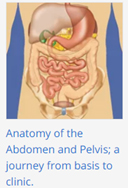 Anatomy of the
Abdomen and Pelvis; a
journey from basis to
clinic.